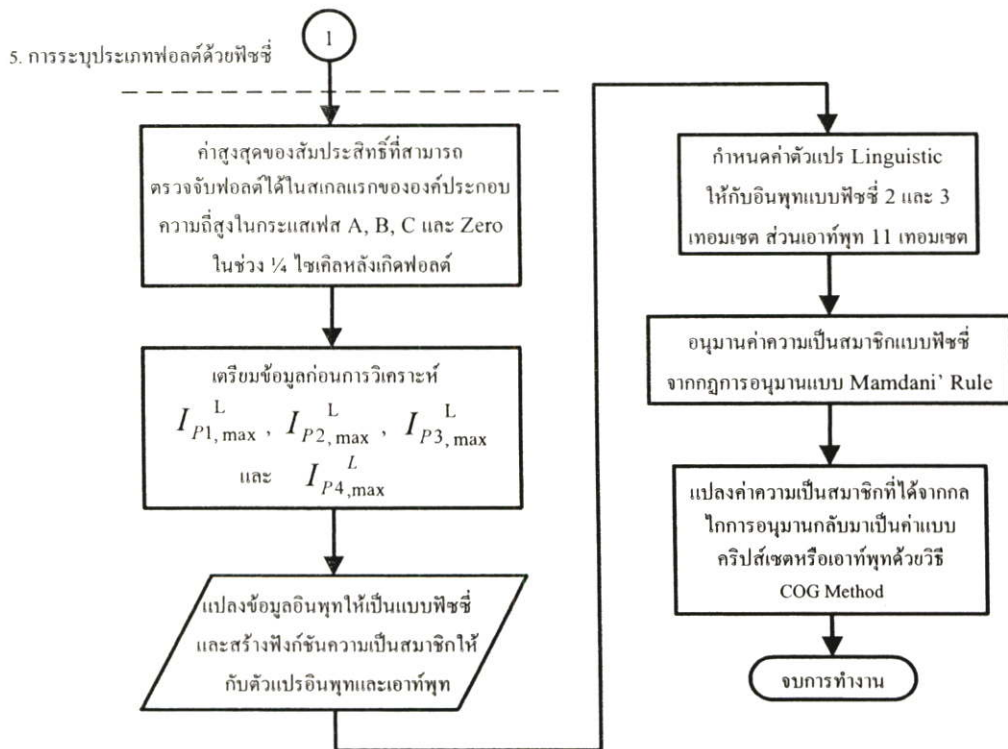 1
5. การระบุประเภทฟอลต์ด้วยฟัซซี่
ค่าสูงสุดของสัมประสิทธิ์ที่สามารถ
ตรวจจับฟอลต์ได้ในสเกลแรกขององค์ประกอบ
ความถี่สูงในกระแสเฟส A, B, C และ Zero
ในช่วง ¼ ไซเคิลหลังเกิดฟอลต์
เตรียมข้อมูลก่อนการวิเคราะห์
I_{P1,max}^{L} , I_{P2,max}^{L} , I_{P3,max}^{L}
และ I_{P4,max}^{L}
แปลงข้อมูลอินพุทให้เป็นแบบฟัซซี่
และสร้างฟังก์ชันความเป็นสมาชิกให้
กับตัวแปรอินพุทและเอาท์พุท
กำหนดค่าตัวแปร Linguistic
ให้กับอินพุทแบบฟัซซี่ 2 และ 3
เทอมเซต ส่วนเอาท์พุท 11 เทอมเซต
อนุมานค่าความเป็นสมาชิกแบบฟัซซี่
จากกฎการอนุมานแบบ Mamdani' Rule
แปลงค่าความเป็นสมาชิกที่ได้จากกล
ไกการอนุมานกลับมาเป็นค่าแบบ
คริปส์เซตหรือเอาท์พุทด้วยวิธี
COG Method
จบการทำงาน